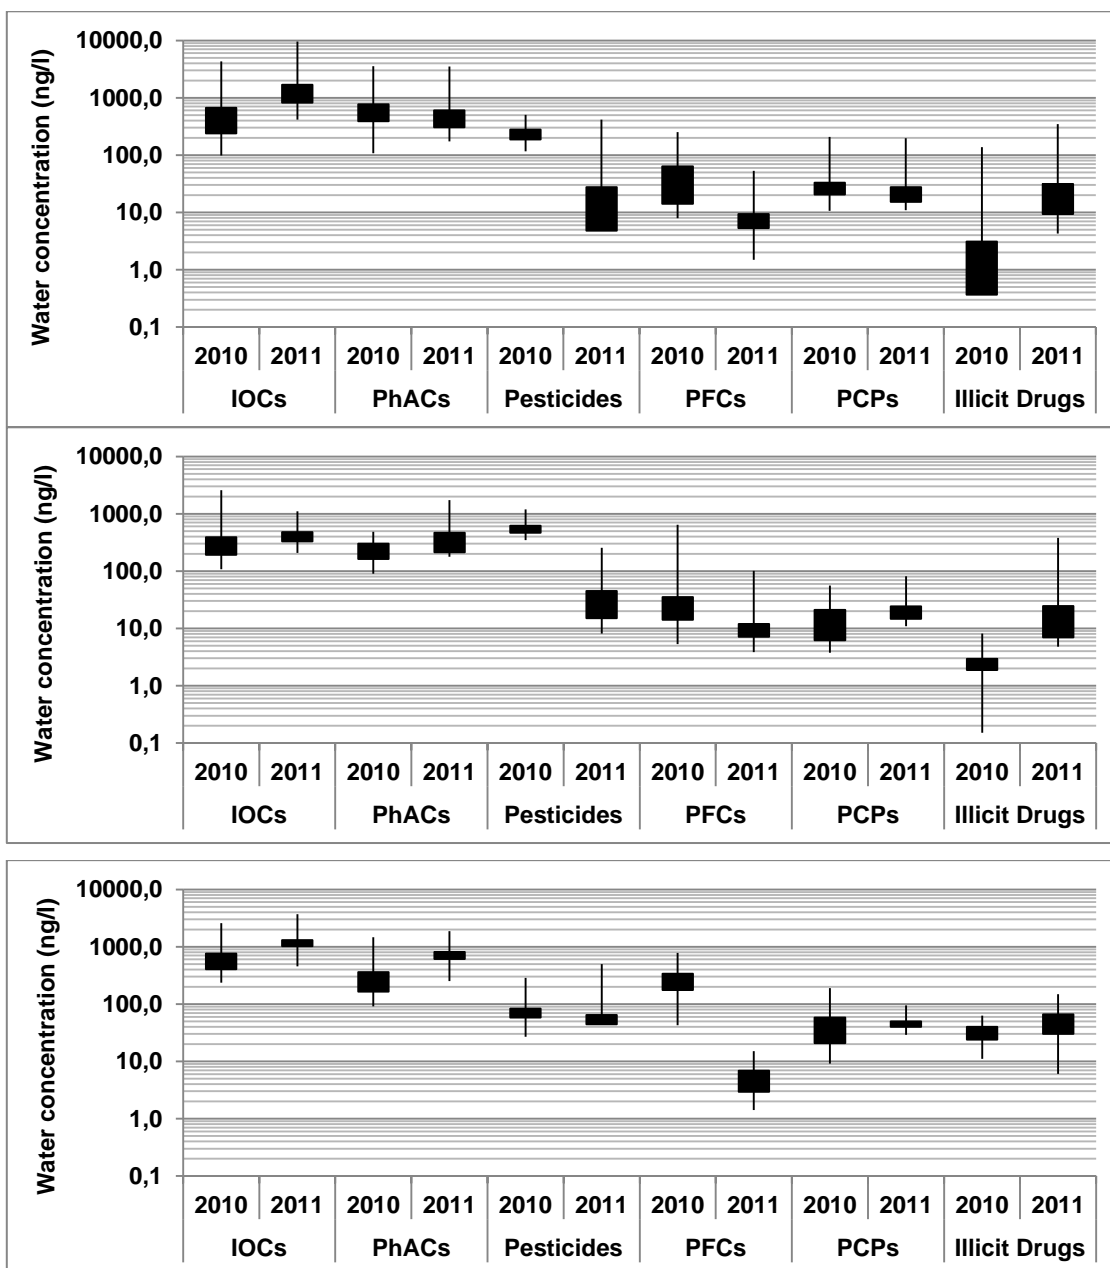 Water concentration (ng/l)
10000,0
1000,0
100,0
10,0
1,0
0,1
2010 2011 2010 2011 2010 2011 2010 2011 2010 2011 2010 2011
IOCs PhACs Pesticides PFCs PCPs Illicit Drugs
Water concentration (ng/l)
10000,0
1000,0
100,0
10,0
1,0
0,1
2010 2011 2010 2011 2010 2011 2010 2011 2010 2011 2010 2011
IOCs PhACs Pesticides PFCs PCPs Illicit Drugs
Water concentration (ng/l)
10000,0
1000,0
100,0
10,0
1,0
0,1
2010 2011 2010 2011 2010 2011 2010 2011 2010 2011 2010 2011
IOCs PhACs Pesticides PFCs PCPs Illicit Drugs